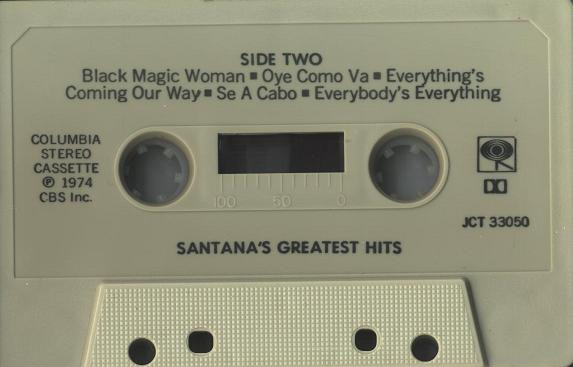 SIDE TWO
Black Magic Woman ▪ Oye Como Va ▪ Everything's
Coming Our Way ▪ Se A Cabo ▪ Everybody's Everything
COLUMBIA
STEREO
CASSETTE
℗ 1974
CBS Inc.
100 50 0
JCT 33050
SANTANA'S GREATEST HITS